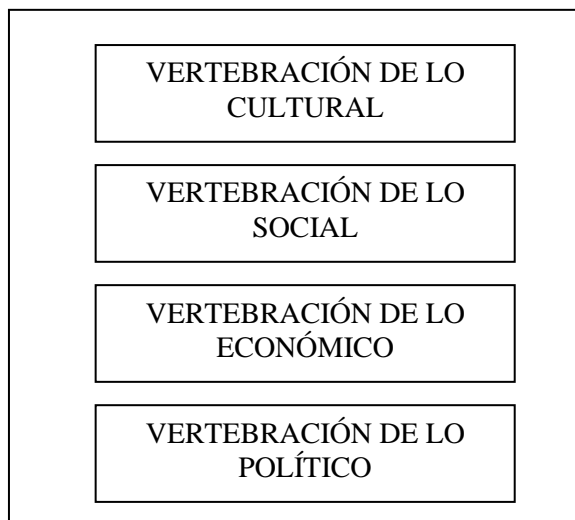 VERTEBRACIÓN DE LO
CULTURAL
VERTEBRACIÓN DE LO
SOCIAL
VERTEBRACIÓN DE LO
ECONÓMICO
VERTEBRACIÓN DE LO
POLÍTICO